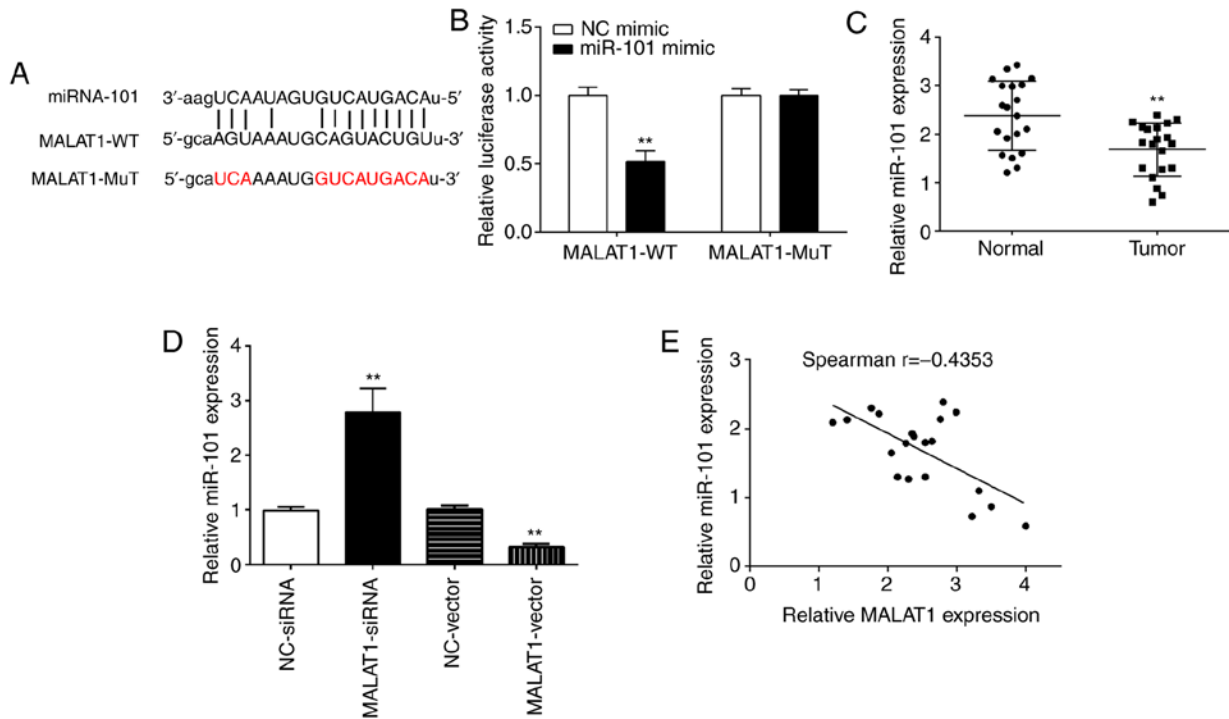 A
miRNA-101 3′-aagUCAAUAGUGUCAUGACAu-5′
MALAT1-WT 5′-gcaAGUAAAUGCAGUACUGUu-3′
MALAT1-MuT 5′-gcaUCAAAAUGGUCAUGACAu-3′
B
NC mimic
miR-101 mimic
Relative luciferase activity
1.5
1.0
0.5
0.0
**
MALAT1-WT MALAT1-MuT
C
Relative miR-101 expression
4
3
2
1
0
**
Normal Tumor
D
Relative miR-101 expression
4
3
2
1
0
**
**
NC-siRNA
MALAT1-siRNA
NC-vector
MALAT1-vector
E
Spearman r=−0.4353
Relative miR-101 expression
3
2
1
0
0 1 2 3 4
Relative MALAT1 expression